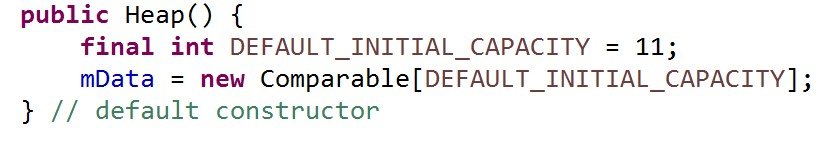 public Heap() {
    final int DEFAULT_INITIAL_CAPACITY = 11;
    mData = new Comparable[DEFAULT_INITIAL_CAPACITY];
} // default constructor